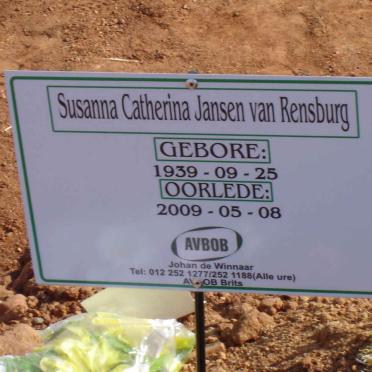 Susanna Catherina Jansen van Rensburg
GEBORE:
1939 - 09 - 25
OORLEDE:
2009 - 05 - 08
AVBOB
Johan de Winnaar
Tel: 012 252 1277/252 1188(Alle ure)
AVBOB Brits